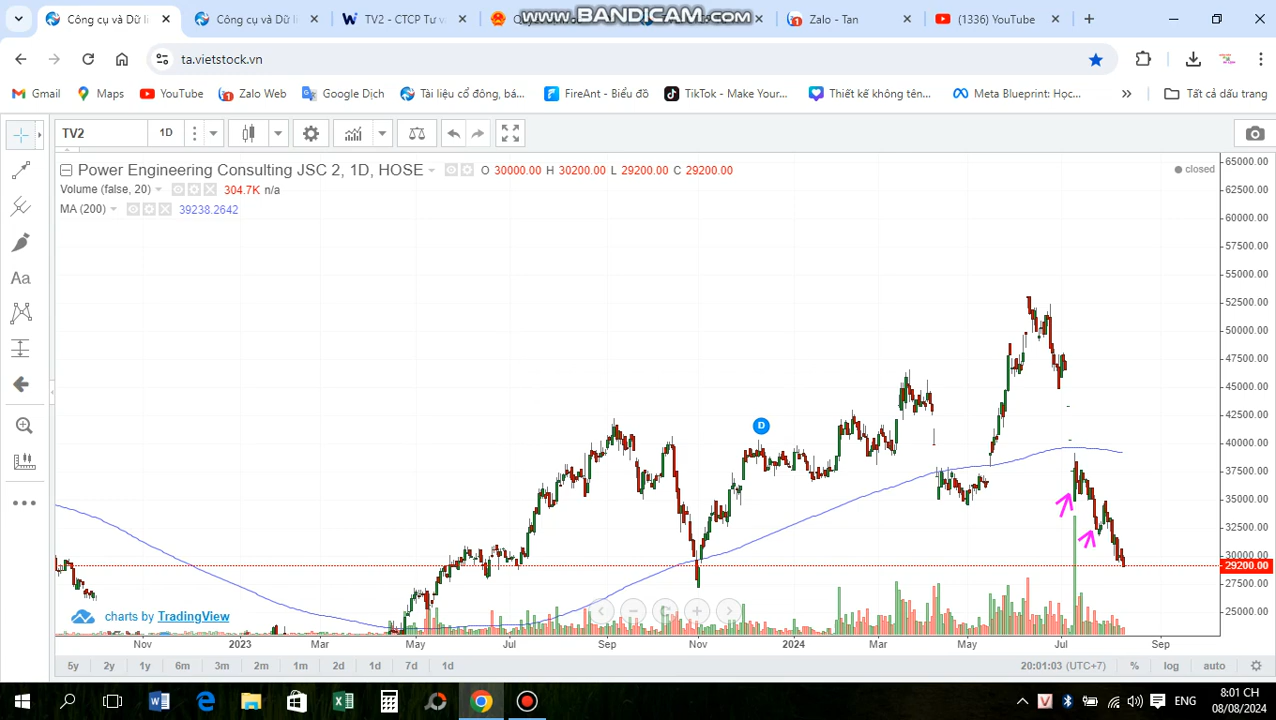 www.BANDICAM.com
Công cụ và Dữ li
Công cụ và Dữ li
TV2 - CTCP Tư v
Zalo - Tan
(1336) YouTube
ta.vietstock.vn
Gmail
Maps
YouTube
Zalo Web
Google Dịch
Tài liệu cổ đông, bá...
FireAnt - Biểu đồ
TikTok - Make Your...
Thiết kế không tên...
Meta Blueprint: Học...
»
Tất cả dấu trang
TV2
1D
Power Engineering Consulting JSC 2, 1D, HOSE
O 30000.00 H 30200.00 L 29200.00 C 29200.00
closed
Volume (false, 20)
304.7K n/a
MA (200)
39238.2642
Aa
D
65000.00
62500.00
60000.00
57500.00
55000.00
52500.00
50000.00
47500.00
45000.00
42500.00
40000.00
37500.00
35000.00
32500.00
30000.00
29200.00
27500.00
25000.00
charts by TradingView
Nov
2023
Mar
May
Jul
Sep
Nov
2024
Mar
May
Jul
Sep
5y
2y
1y
6m
3m
2m
1m
2d
1d
7d
1d
20:01:03 (UTC+7)
%
log
auto
ENG
8:01 CH
08/08/2024